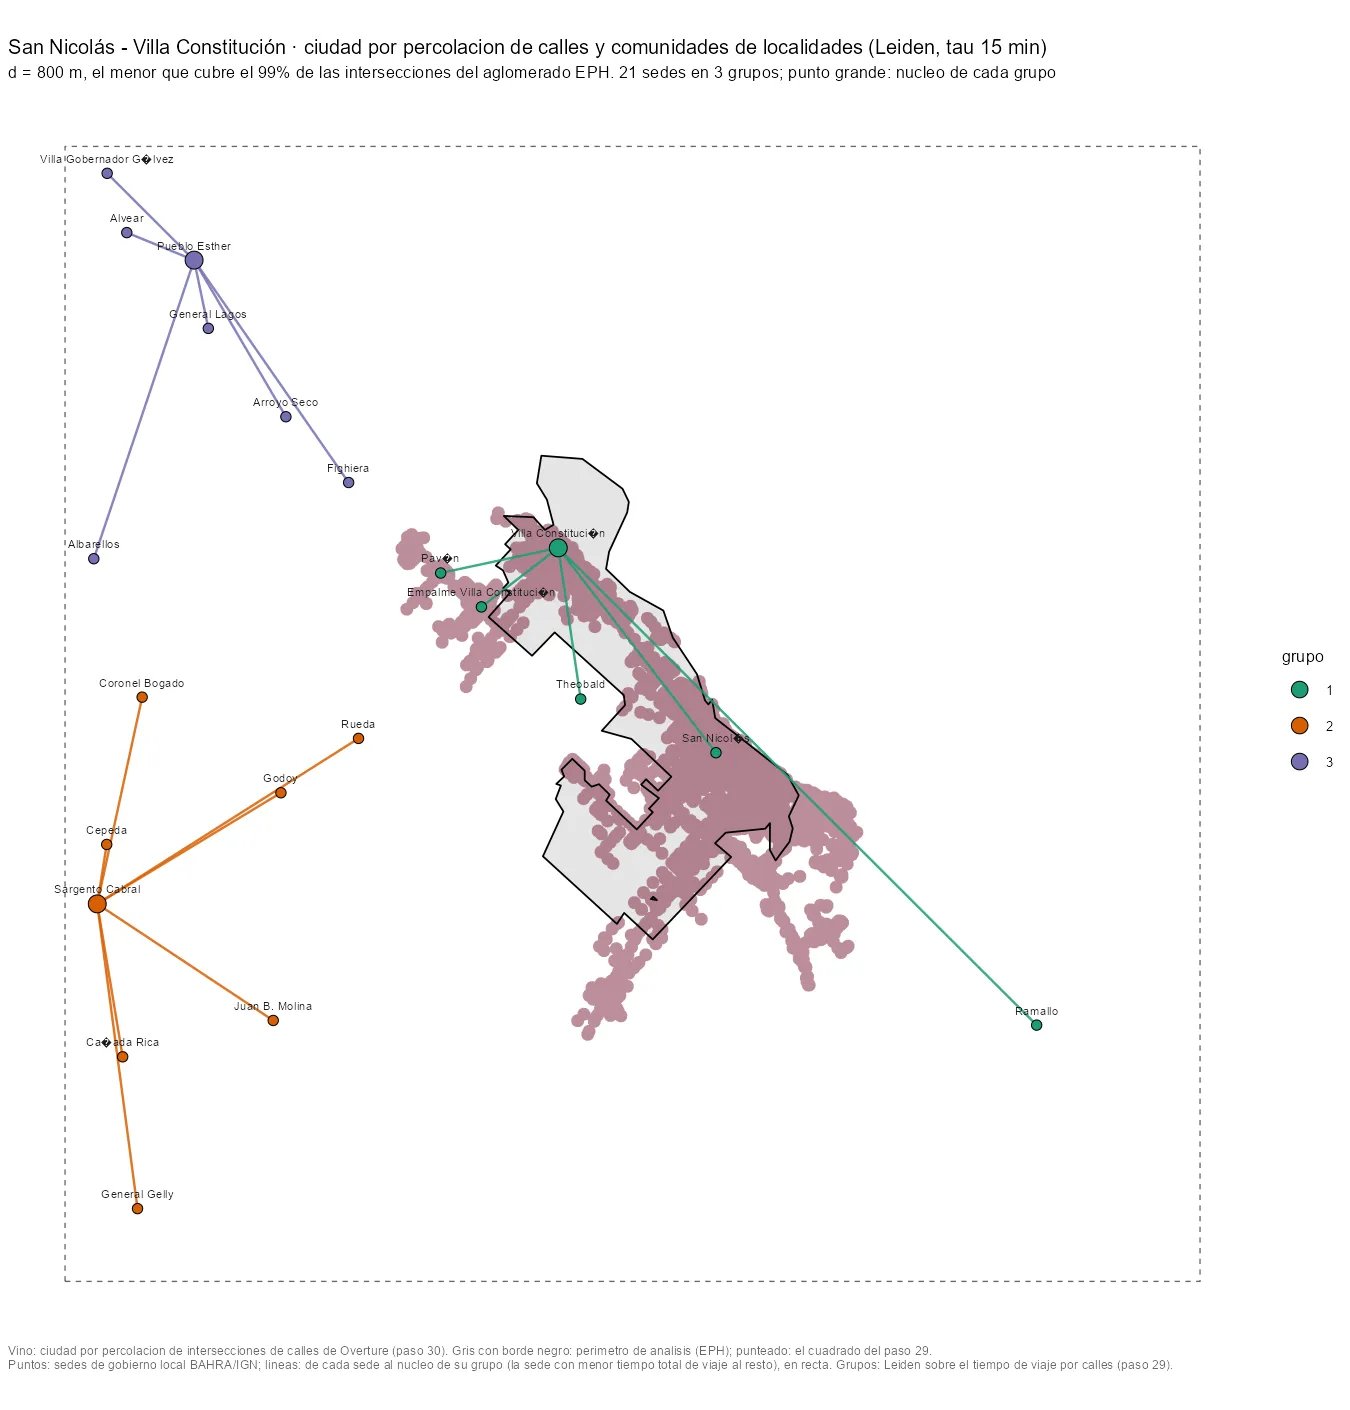 San Nicolás - Villa Constitución · ciudad por percolacion de calles y comunidades de localidades (Leiden, tau 15 min)
d = 800 m, el menor que cubre el 99% de las intersecciones del aglomerado EPH. 21 sedes en 3 grupos; punto grande: nucleo de cada grupo
Villa Gobernador G�lvez
Alvear
Pueblo Esther
General Lagos
Arroyo Seco
Fighiera
Albarellos
Villa Constituci�n
Pav�n
Empalme Villa Constituci�n
Theobald
San Nicol�s
Coronel Bogado
Rueda
Godoy
Cepeda
Sargento Cabral
Juan B. Molina
Ca�ada Rica
General Gelly
Ramallo
grupo
1
2
3
Vino: ciudad por percolacion de intersecciones de calles de Overture (paso 30). Gris con borde negro: perimetro de analisis (EPH); punteado: el cuadrado del paso 29.
Puntos: sedes de gobierno local BAHRA/IGN; lineas: de cada sede al nucleo de su grupo (la sede con menor tiempo total de viaje al resto), en recta. Grupos: Leiden sobre el tiempo de viaje por calles (paso 29).